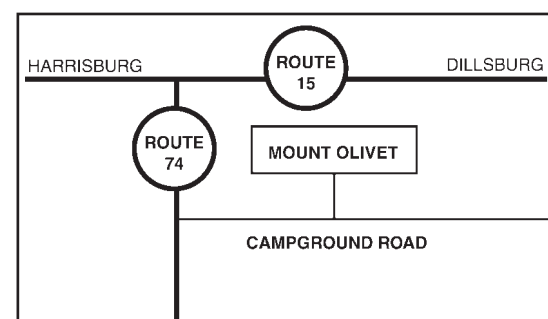 HARRISBURG
ROUTE
15
DILLSBURG
ROUTE
74
MOUNT OLIVET
CAMPGROUND ROAD